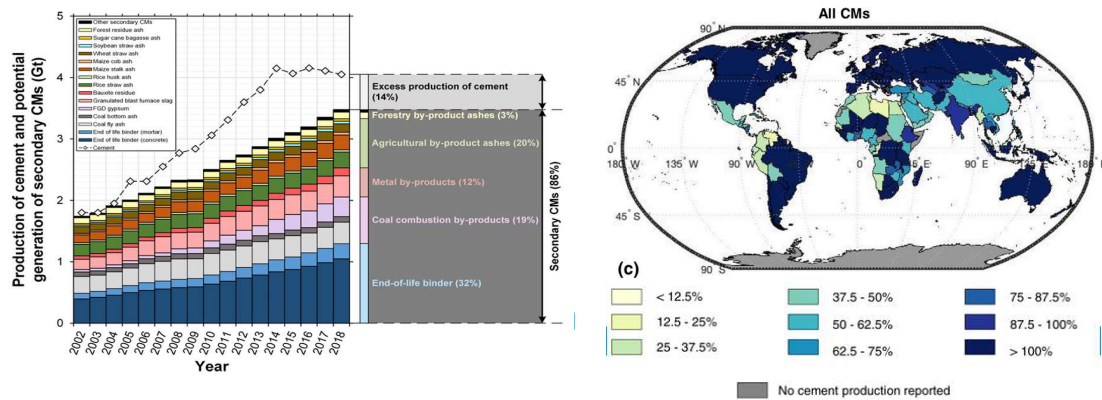 Production of cement and potential
generation of secondary CMs (Gt)
5
4
3
2
1
0
Other secondary CMs
Forest residue ash
Sugar cane bagasse ash
Soybean straw ash
Wheat straw ash
Maize cob ash
Maize stalk ash
Rice husk ash
Rice straw ash
Bauxite residue
Granulated blast furnace slag
FGD gypsum
Coal bottom ash
Coal fly ash
End of life binder (mortar)
End of life binder (concrete)
Cement
2002 2003 2004 2005 2006 2007 2008 2009 2010 2011 2012 2013 2014 2015 2016 2017 2018
Year
Excess production of cement
(14%)
Forestry by-product ashes (3%)
Agricultural by-product ashes (20%)
Metal by-products (12%)
Coal combustion by-products (19%)
End-of-life binder (32%)
Secondary CMs (86%)
All CMs
90° N
45° N
0°
180° W 135° W 90° W 45° W 0° 45° E 90° E 135° E 180° E
45° S
90° S
(c)
< 12.5%
12.5 - 25%
25 - 37.5%
37.5 - 50%
50 - 62.5%
62.5 - 75%
75 - 87.5%
87.5 - 100%
> 100%
No cement production reported